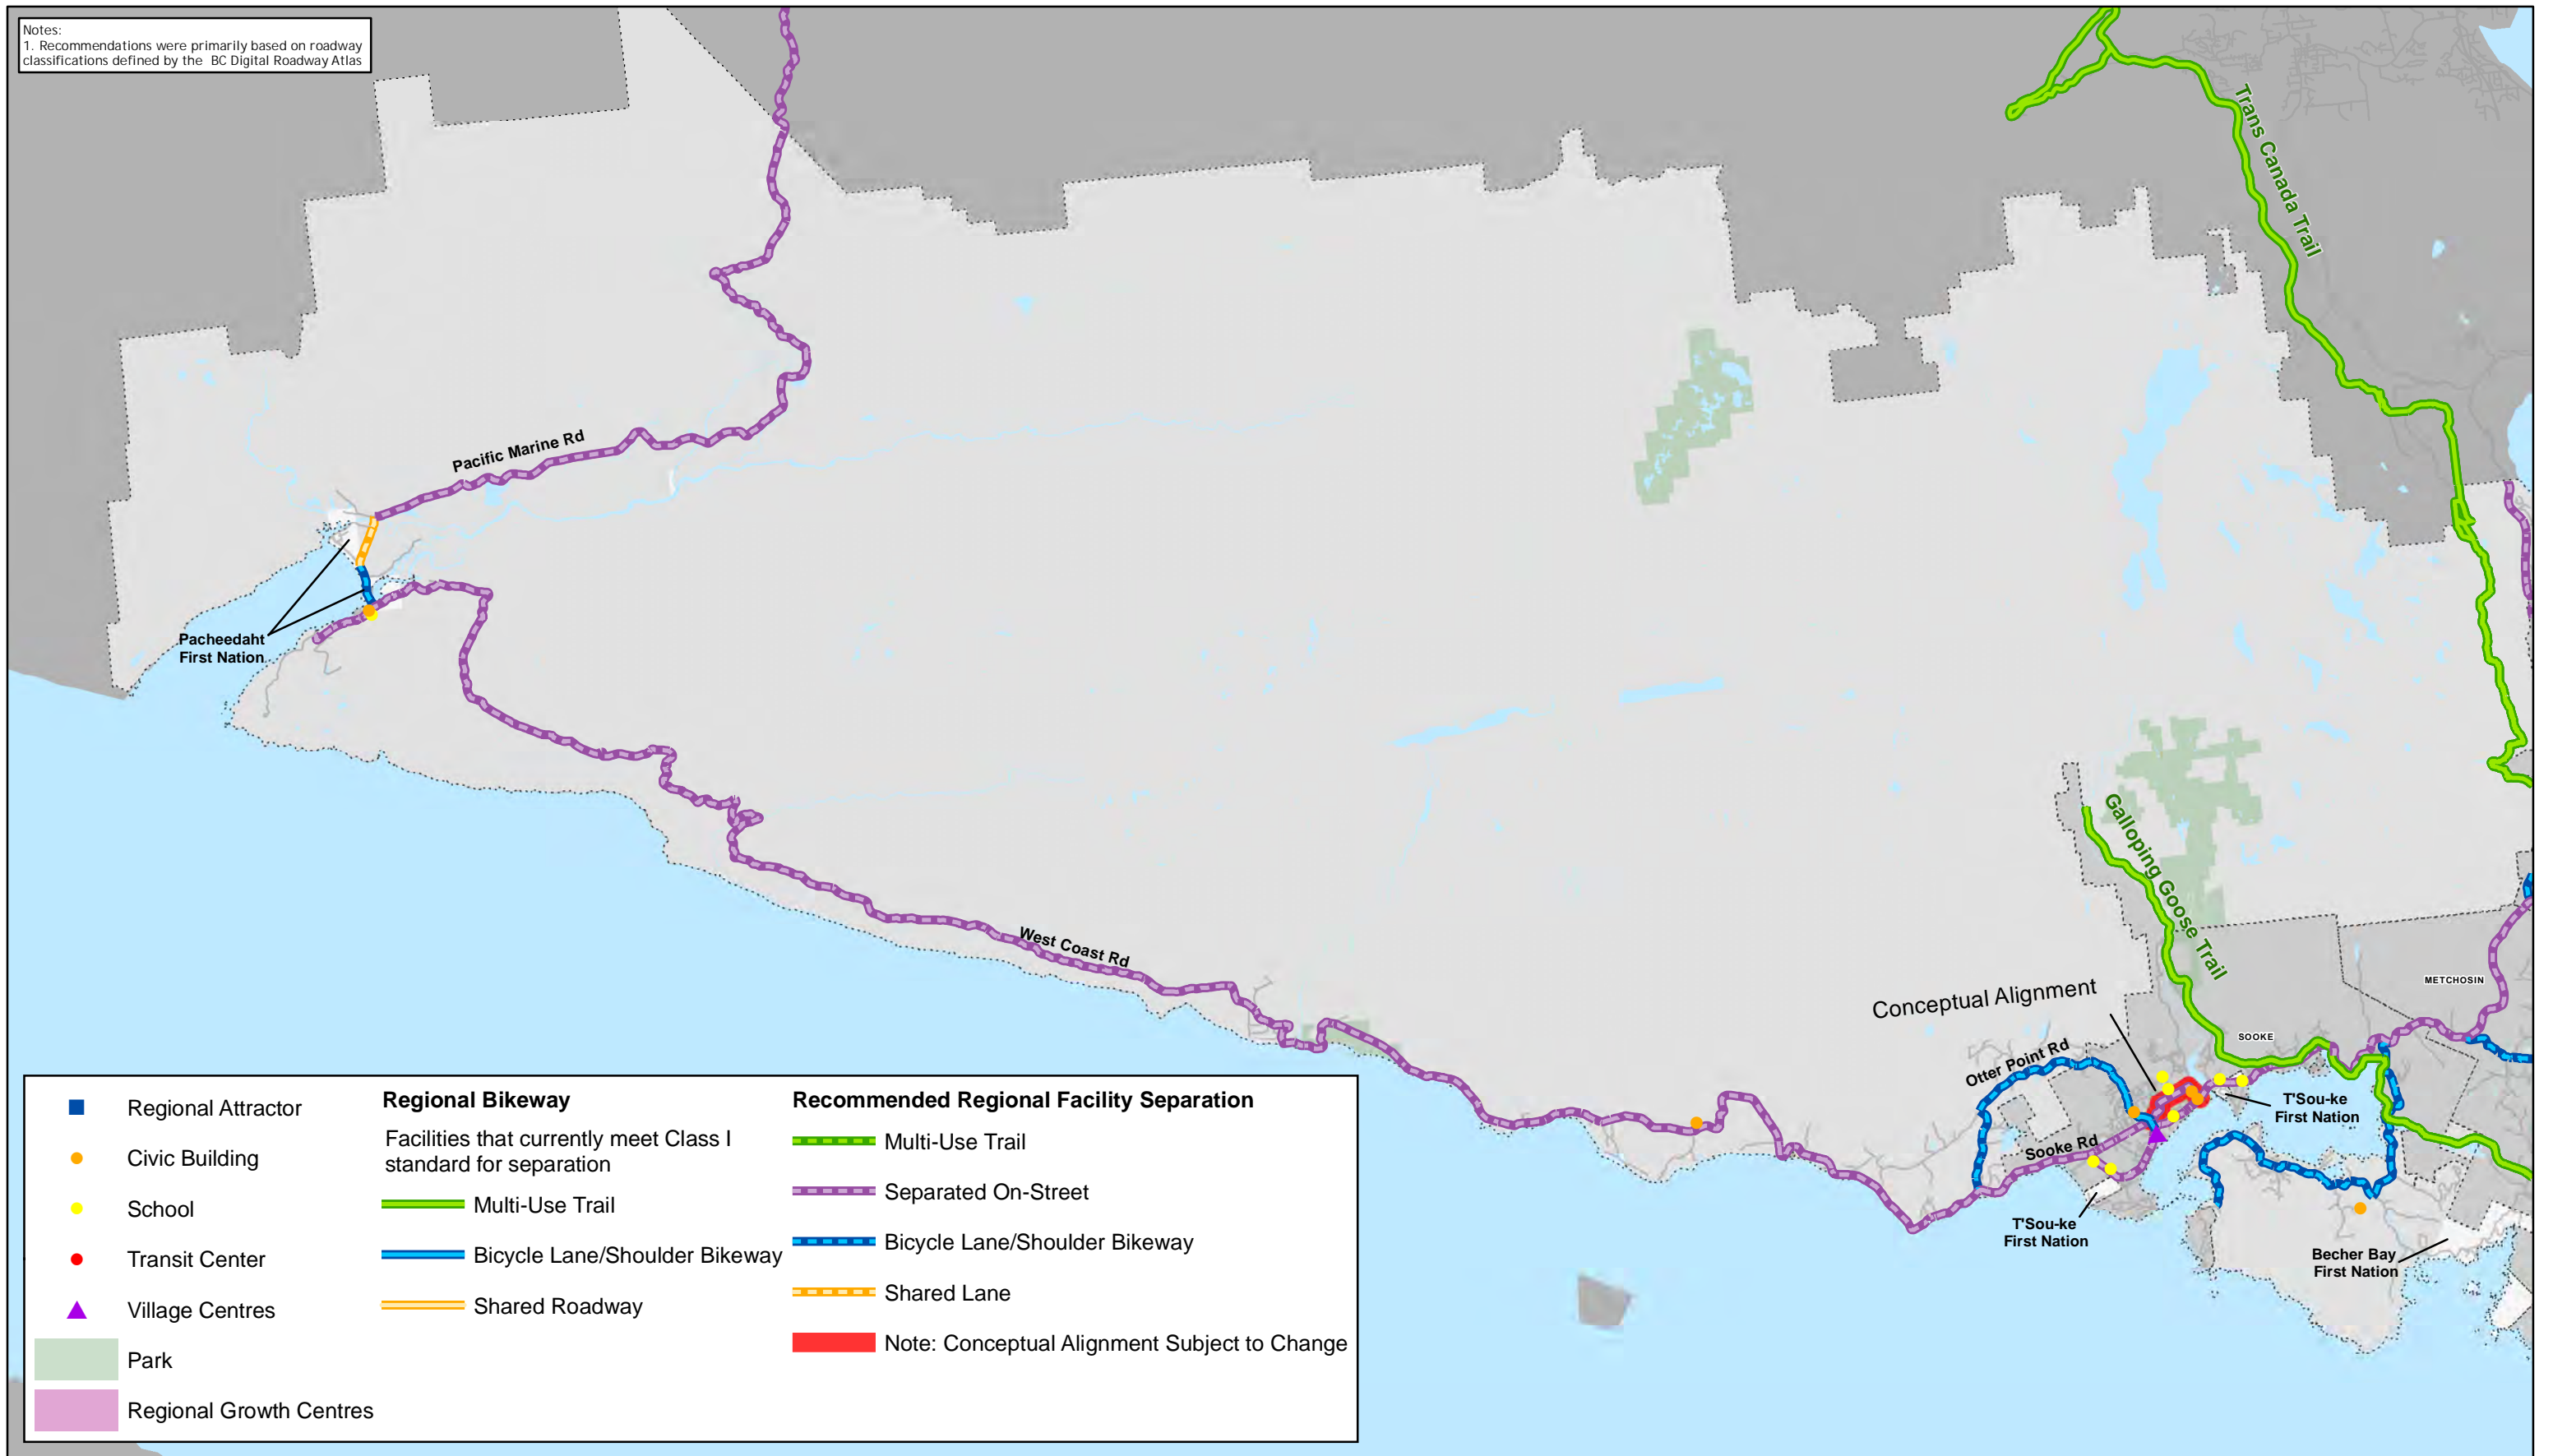 Notes:
1. Recommendations were primarily based on roadway
classifications defined by the BC Digital Roadway Atlas
Trans Canada Trail
Pacific Marine Rd
Pacheedaht
First Nation
West Coast Rd
Galloping Goose Trail
METCHOSIN
Conceptual Alignment
SOOKE
Otter Point Rd
T'Sou-ke
First Nation
Sooke Rd
T'Sou-ke
First Nation
Becher Bay
First Nation
Regional Attractor
Civic Building
School
Transit Center
Village Centres
Park
Regional Growth Centres
Regional Bikeway
Facilities that currently meet Class I
standard for separation
Multi-Use Trail
Bicycle Lane/Shoulder Bikeway
Shared Roadway
Recommended Regional Facility Separation
Multi-Use Trail
Separated On-Street
Bicycle Lane/Shoulder Bikeway
Shared Lane
Note: Conceptual Alignment Subject to Change